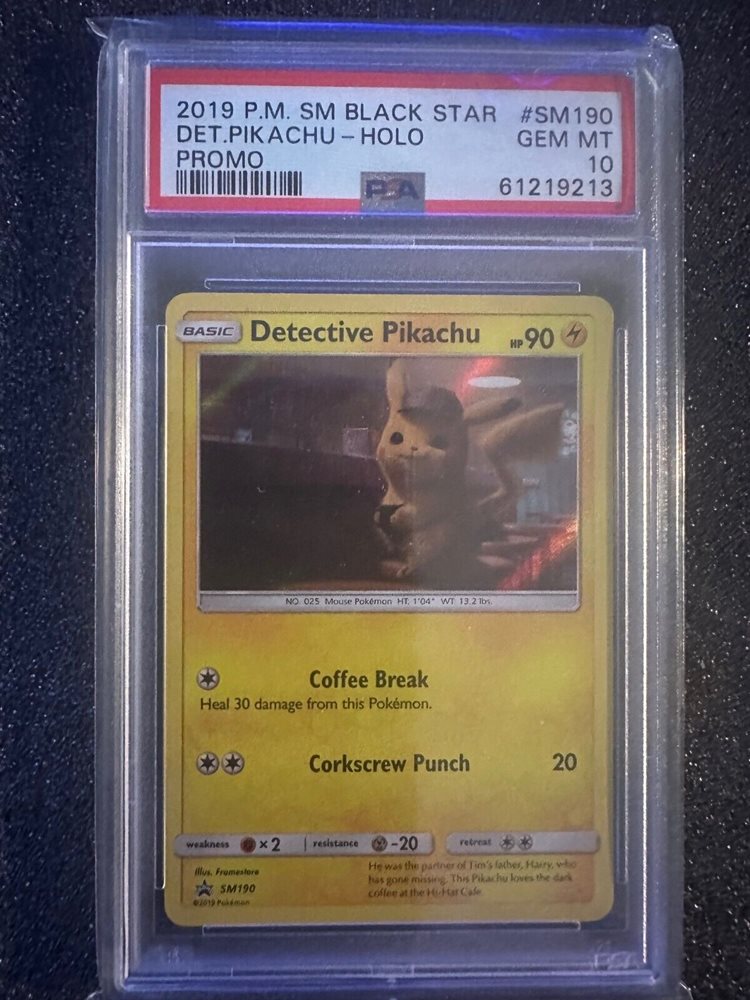 2019 P.M. SM BLACK STAR #SM190
DET.PIKACHU-HOLO GEM MT
PROMO 10
PSA 61219213
BASIC Detective Pikachu HP 90
NO. 025 Mouse Pokémon HT: 1'04" WT: 13.2 lbs.
Coffee Break
Heal 30 damage from this Pokémon.
Corkscrew Punch 20
weakness ×2 resistance -20 retreat
Illus. Framestore
He was the partner of Tim's father, Harry, who
has gone missing. This Pikachu loves the dark
coffee at the Hi-Hat Cafe.
SM190
©2019 Pokémon